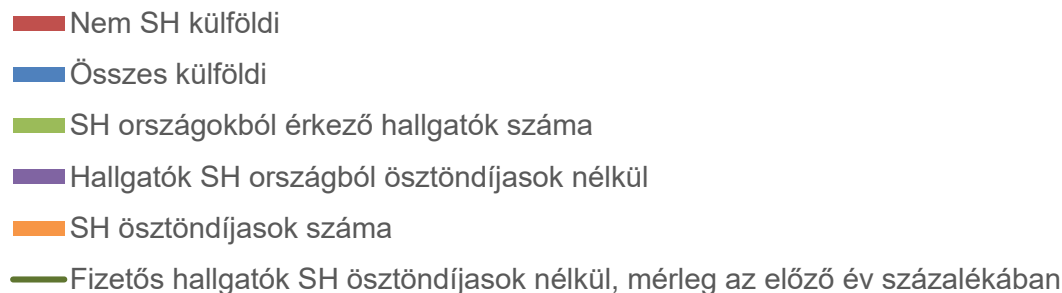 Nem SH külföldi
Összes külföldi
SH országokból érkező hallgatók száma
Hallgatók SH országból ösztöndíjasok nélkül
SH ösztöndíjasok száma
Fizetős hallgatók SH ösztöndíjasok nélkül, mérleg az előző év százalékában